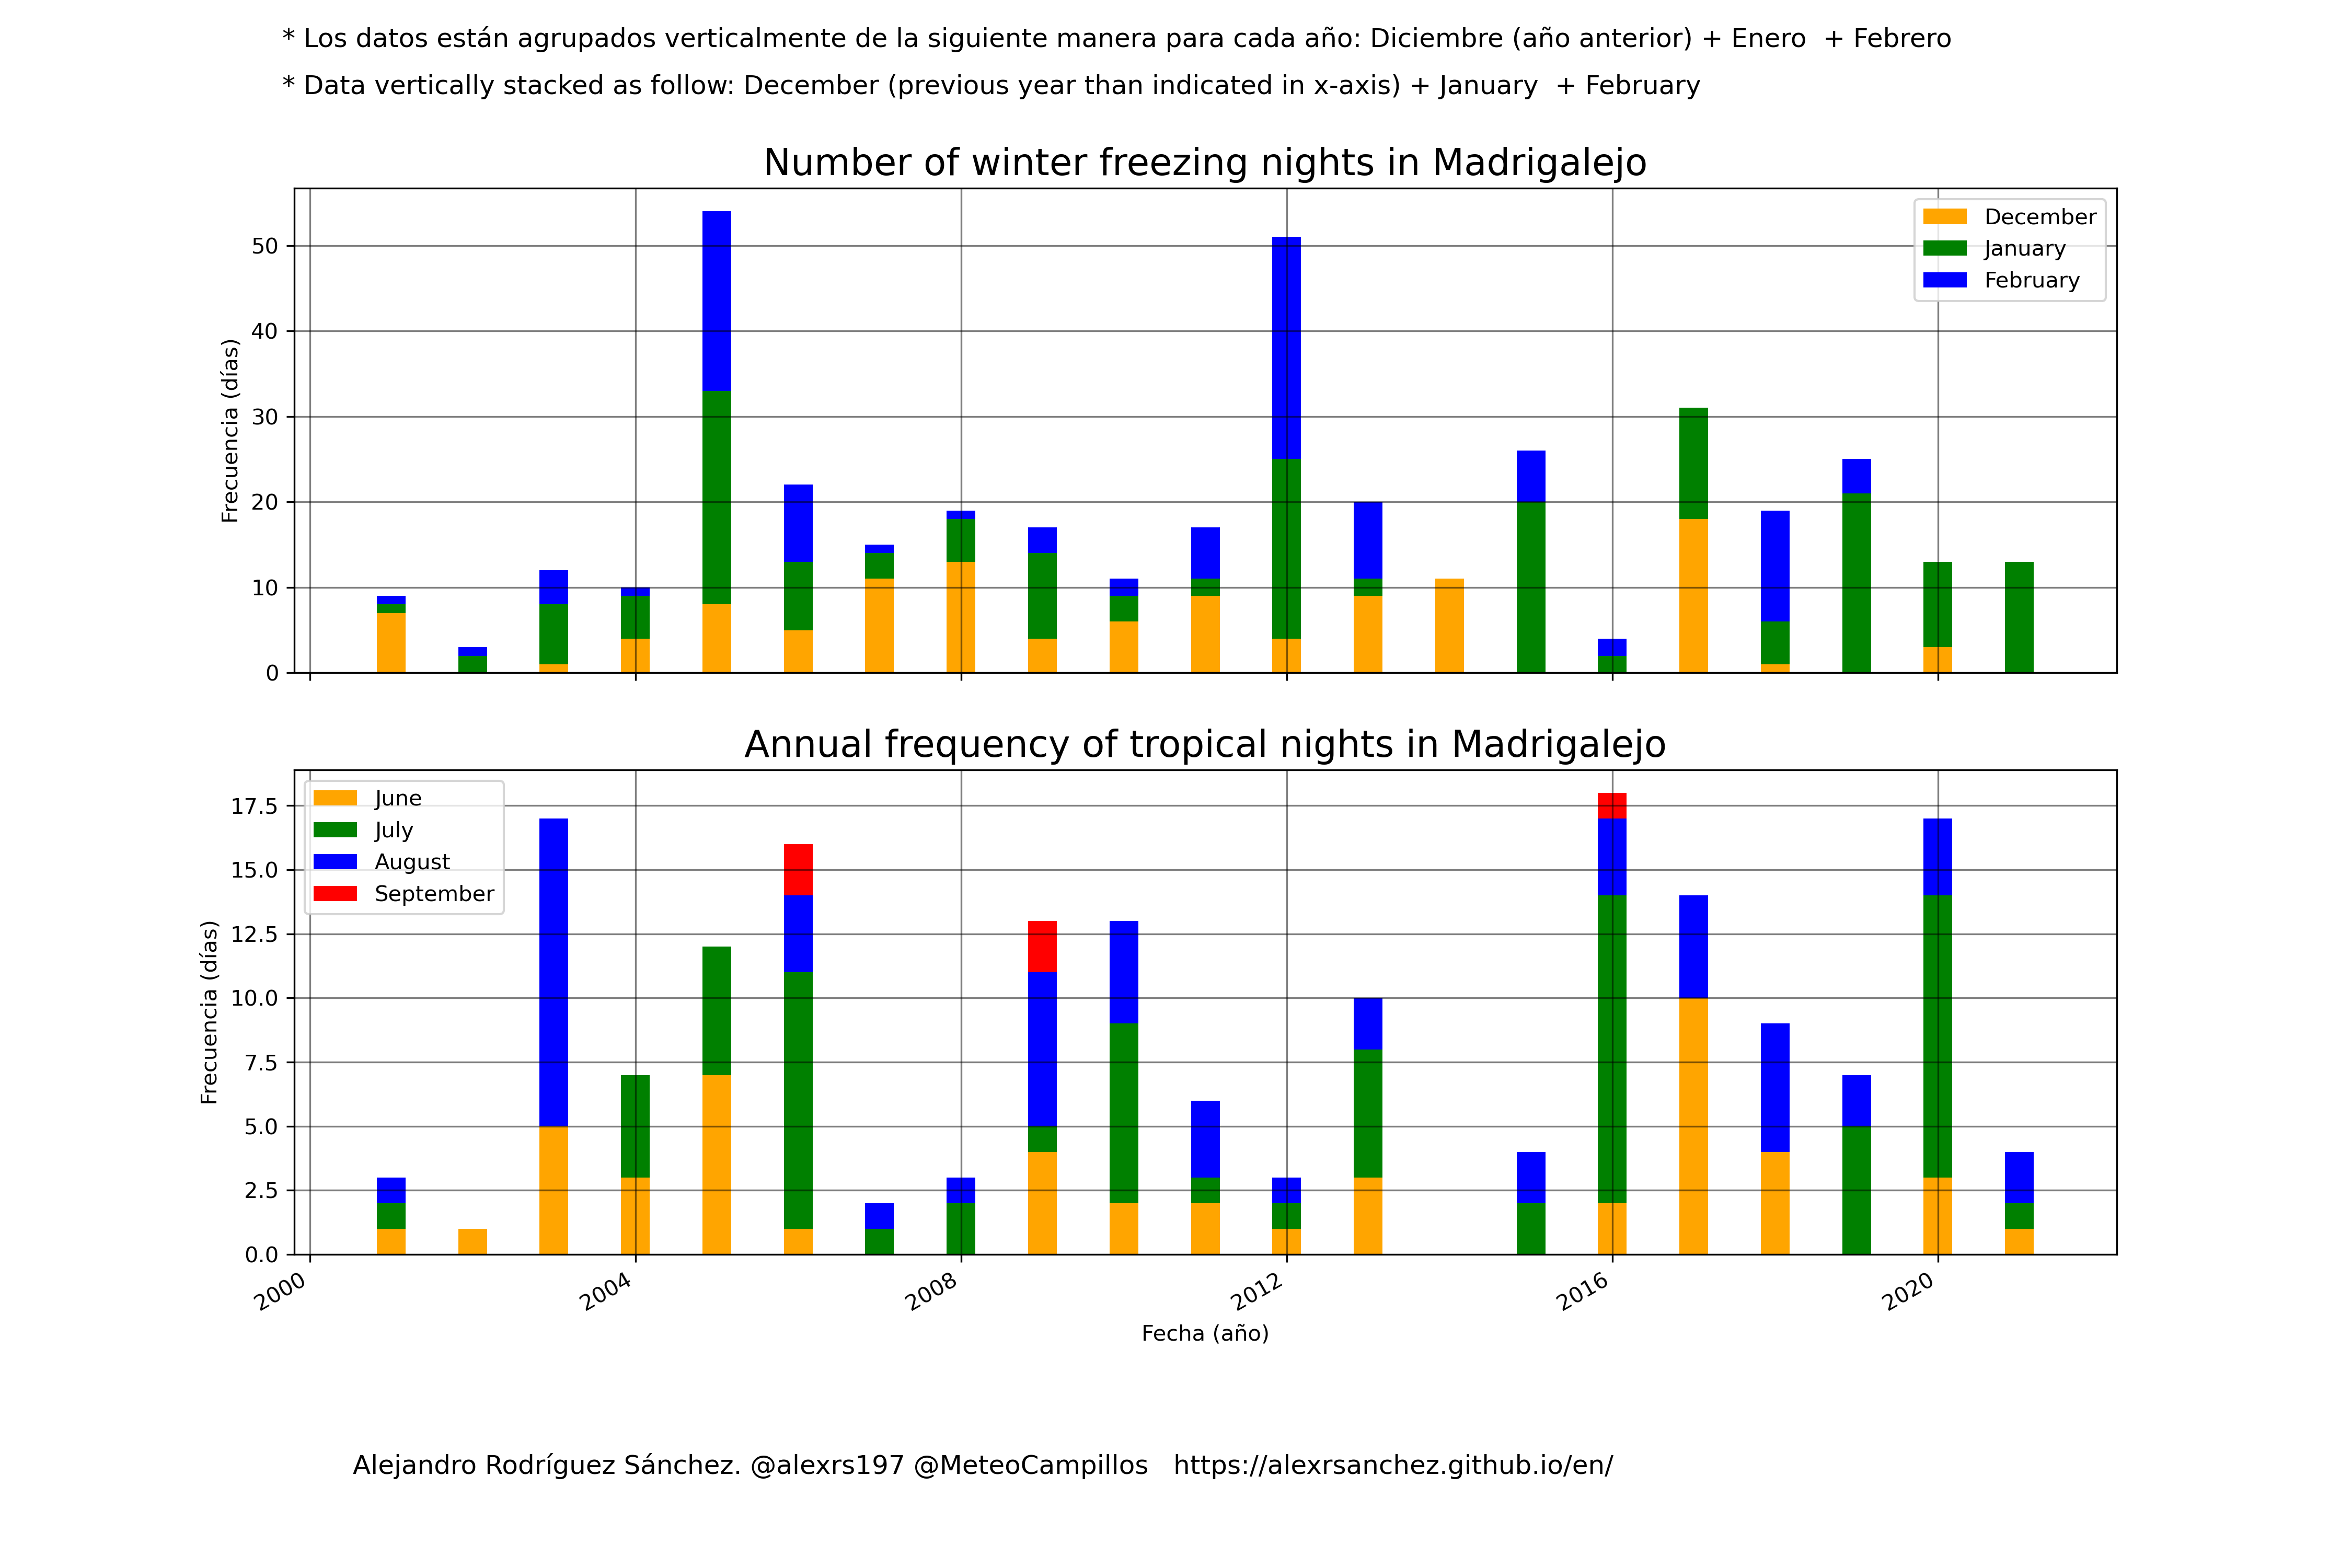 * Los datos están agrupados verticalmente de la siguiente manera para cada año: Diciembre (año anterior) + Enero  + Febrero
* Data vertically stacked as follow: December (previous year than indicated in x-axis) + January  + February
Number of winter freezing nights in Madrigalejo
Frecuencia (días)
50
40
30
20
10
0
December
January
February
Annual frequency of tropical nights in Madrigalejo
Frecuencia (días)
17.5
15.0
12.5
10.0
7.5
5.0
2.5
0.0
June
July
August
September
2000
2004
2008
2012
2016
2020
Fecha (año)
Alejandro Rodríguez Sánchez. @alexrs197 @MeteoCampillos   https://alexrsanchez.github.io/en/